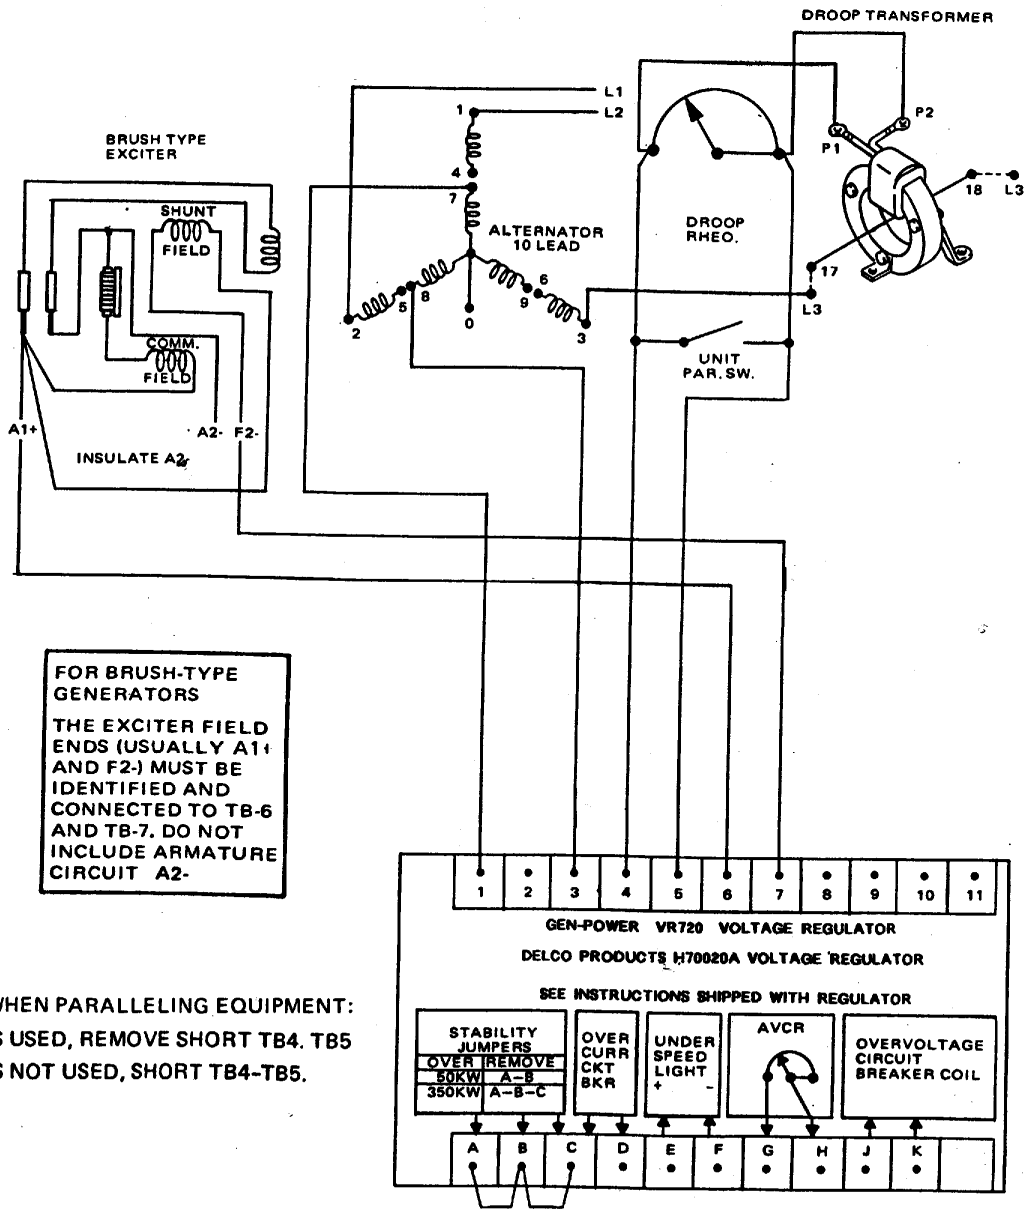 DROOP TRANSFORMER
L1
L2
1
BRUSH TYPE
EXCITER
P2
P1
4
7
18
L3
SHUNT
FIELD
ALTERNATOR
10 LEAD
DROOP
RHEO.
17
L3
6
5
8
9
2
0
3
COMM.
FIELD
UNIT
PAR. SW.
A1+
A2-
F2-
INSULATE A2
FOR BRUSH-TYPE
GENERATORS
THE EXCITER FIELD
ENDS (USUALLY A1+
AND F2-) MUST BE
IDENTIFIED AND
CONNECTED TO TB-6
AND TB-7. DO NOT
INCLUDE ARMATURE
CIRCUIT A2-
1 2 3 4 5 6 7 8 9 10 11
GEN-POWER VR720 VOLTAGE REGULATOR
DELCO PRODUCTS H70020A VOLTAGE REGULATOR
SEE INSTRUCTIONS SHIPPED WITH REGULATOR
WHEN PARALLELING EQUIPMENT:
S USED, REMOVE SHORT TB4. TB5
S NOT USED, SHORT TB4-TB5.
STABILITY
JUMPERS
OVER REMOVE
50KW A-B
350KW A-B-C
OVER
CURR
CKT
BKR
UNDER
SPEED
LIGHT
+ -
AVCR
OVERVOLTAGE
CIRCUIT
BREAKER COIL
A B C D E F G H J K